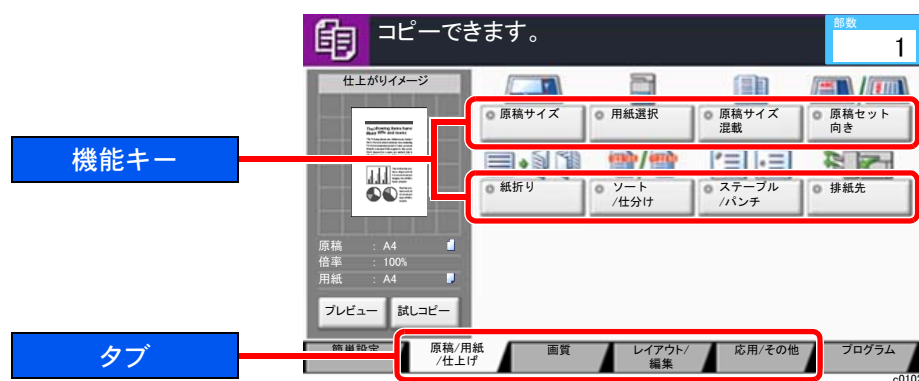 コピーできます。
部数
1
仕上がりイメージ
原稿サイズ
用紙選択
原稿サイズ
混載
原稿セット
向き
機能キー
紙折り
ソート
/仕分け
ステープル
/パンチ
排紙先
原稿 : A4
倍率 : 100%
用紙 : A4
プレビュー
試しコピー
タブ
簡単設定
原稿/用紙
/仕上げ
画質
レイアウト/
編集
応用/その他
プログラム